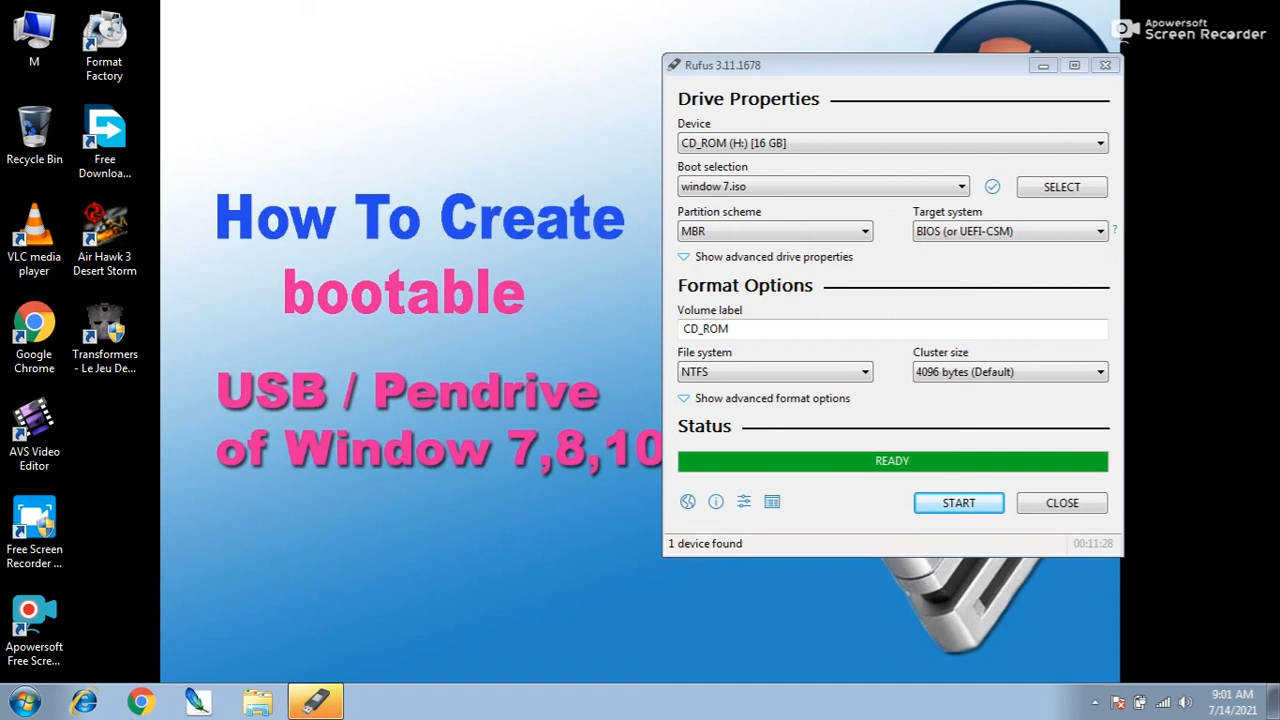 M
Format
Factory
Recycle Bin
Free
Downloa...
VLC media
player
Air Hawk 3
Desert Storm
Google
Chrome
Transformers
- Le Jeu De...
AVS Video
Editor
Free Screen
Recorder ...
Apowersoft
Free Scre...
How To Create
bootable
USB / Pendrive
of Window 7,8,10
Apowersoft
Screen Recorder
Rufus 3.11.1678
Drive Properties
Device
CD_ROM (H:) [16 GB]
Boot selection
window 7.iso
SELECT
Partition scheme
Target system
MBR
BIOS (or UEFI-CSM)
?
Show advanced drive properties
Format Options
Volume label
CD_ROM
File system
Cluster size
NTFS
4096 bytes (Default)
Show advanced format options
Status
READY
START
CLOSE
1 device found
00:11:28
9:01 AM
7/14/2021